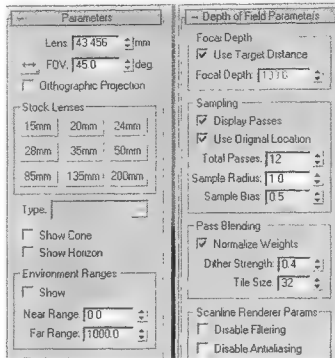 Parameters
Lens: 43.456 mm
FOV: 45.0 deg.
Orthographic Projection
Stock Lenses
15mm 20mm 24mm
28mm 35mm 50mm
85mm 135mm 200mm
Type:
Show Cone
Show Horizon
Environment Ranges
Show
Near Range: 0.0
Far Range: 1000.0
Depth of Field Parameters
Focal Depth
Use Target Distance
Focal Depth:
Sampling
Display Passes
Use Original Location
Total Passes: 12
Sample Radius: 1.0
Sample Bias: 0.5
Pass Blending
Normalize Weights
Dither Strength: 0.4
Tile Size: 32
Scanline Renderer Params
Disable Filtering
Disable Antialiasing